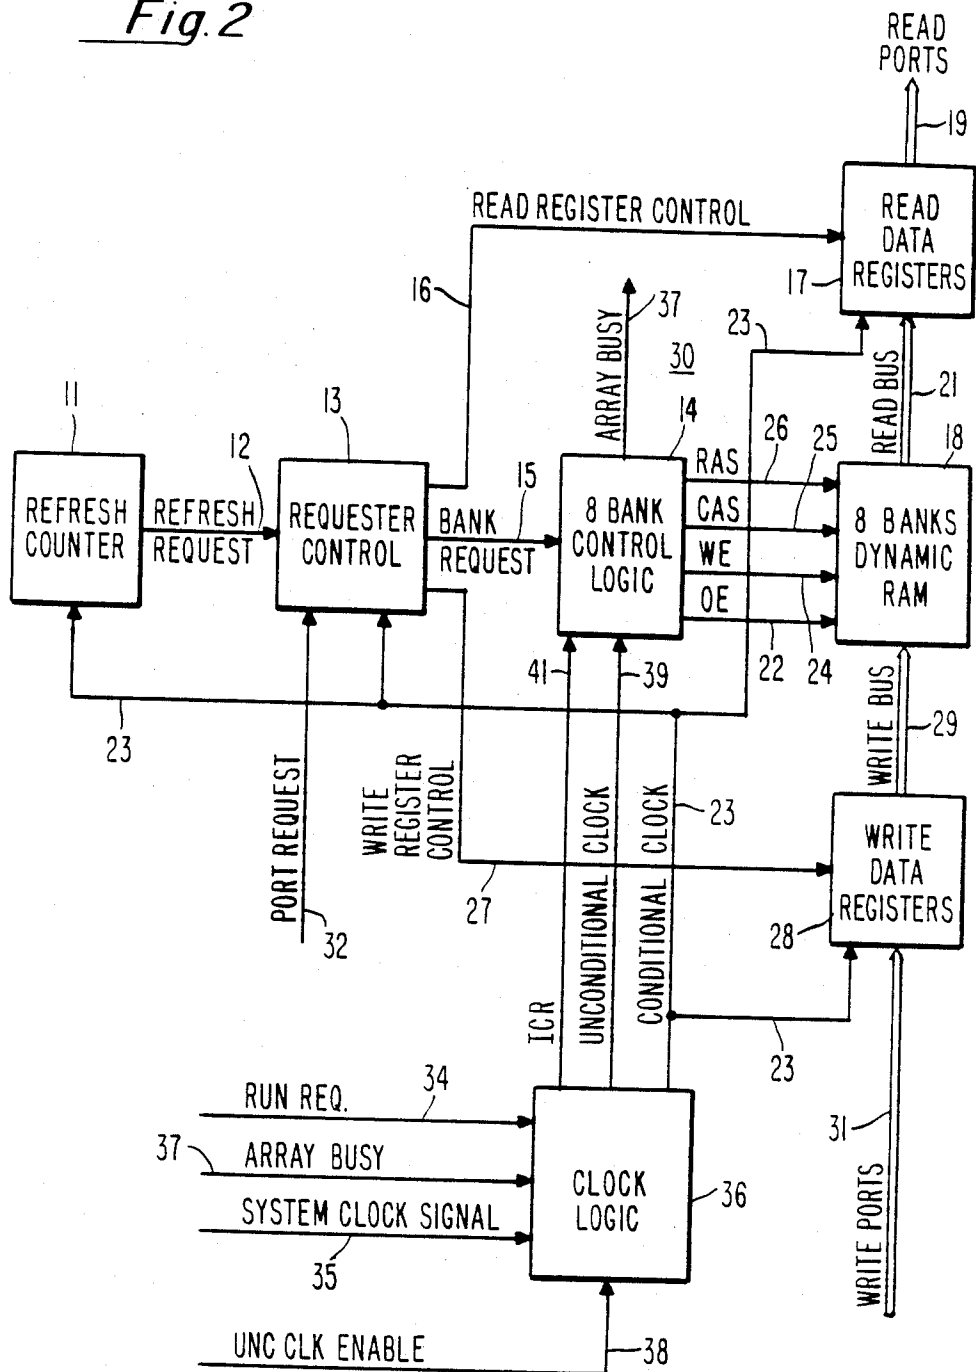 Fig. 2
READ
PORTS
19
READ REGISTER CONTROL
READ
DATA
REGISTERS
17
16
37
ARRAY BUSY
30
23
READ BUS
21
11
13
14
18
12
15
26
25
REFRESH
COUNTER
REFRESH
REQUEST
REQUESTER
CONTROL
BANK
REQUEST
8 BANK
CONTROL
LOGIC
RAS
CAS
WE
OE
8 BANKS
DYNAMIC
RAM
41
39
22
24
23
WRITE BUS
29
PORT REQUEST
32
WRITE
REGISTER
CONTROL
27
ICR
UNCONDITIONAL CLOCK
CONDITIONAL CLOCK
23
WRITE
DATA
REGISTERS
28
23
31
WRITE PORTS
RUN REQ.
34
37
ARRAY BUSY
SYSTEM CLOCK SIGNAL
35
CLOCK
LOGIC
36
UNC CLK ENABLE
38